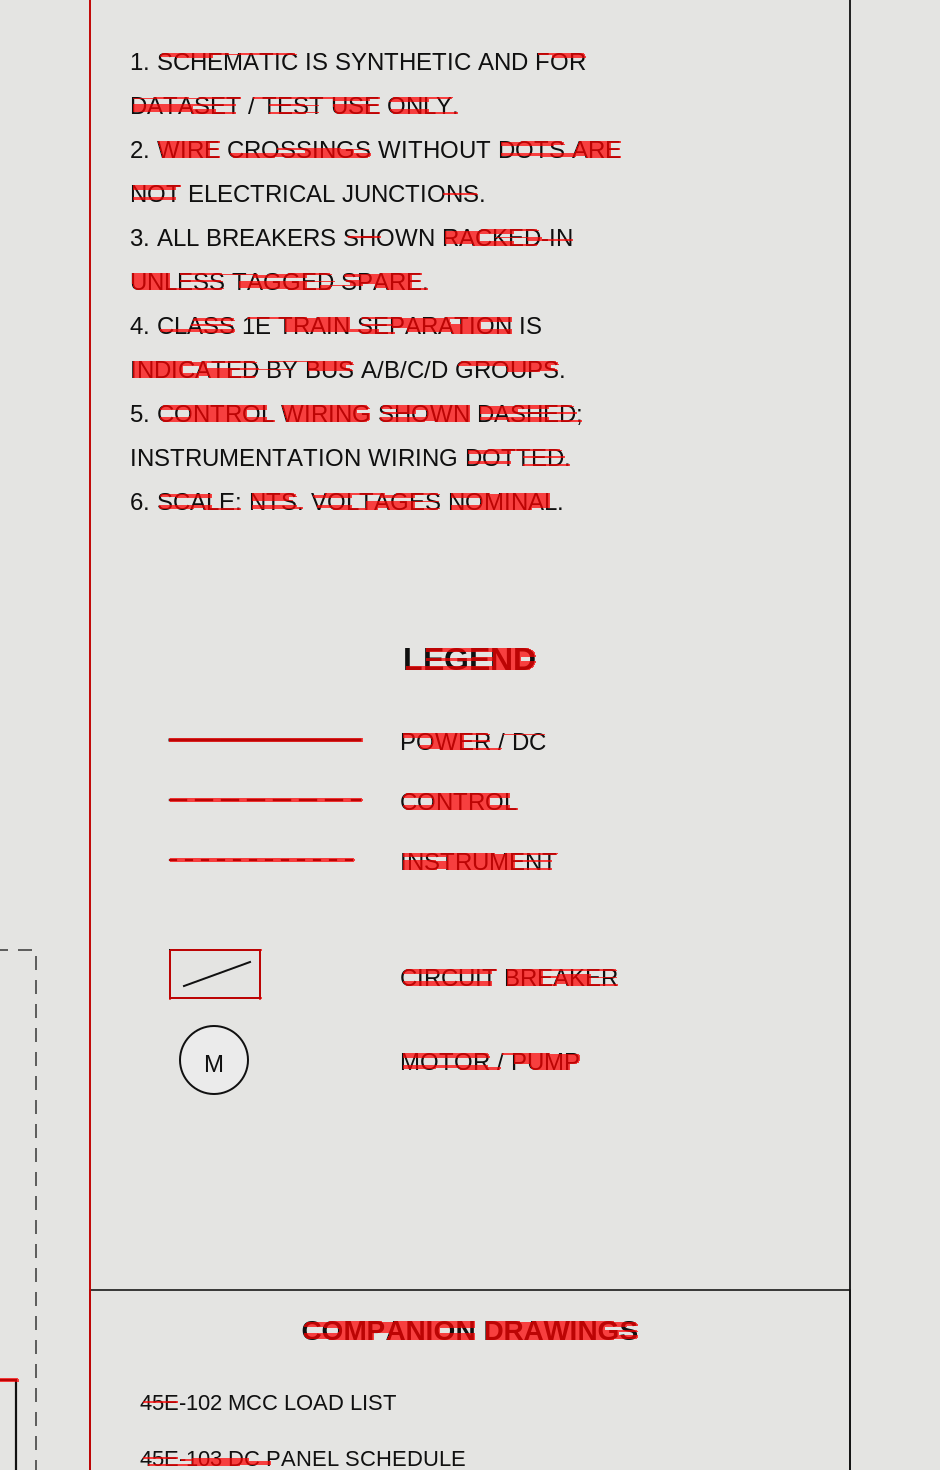 1. SCHEMATIC IS SYNTHETIC AND FOR
DATASET / TEST USE ONLY.
2. WIRE CROSSINGS WITHOUT DOTS ARE
NOT ELECTRICAL JUNCTIONS.
3. ALL BREAKERS SHOWN RACKED-IN
UNLESS TAGGED SPARE.
4. CLASS 1E TRAIN SEPARATION IS
INDICATED BY BUS A/B/C/D GROUPS.
5. CONTROL WIRING SHOWN DASHED;
INSTRUMENTATION WIRING DOTTED.
6. SCALE: NTS. VOLTAGES NOMINAL.
LEGEND
POWER / DC
CONTROL
INSTRUMENT
CIRCUIT BREAKER
M
MOTOR / PUMP
COMPANION DRAWINGS
45E-102 MCC LOAD LIST
45E-103 DC PANEL SCHEDULE